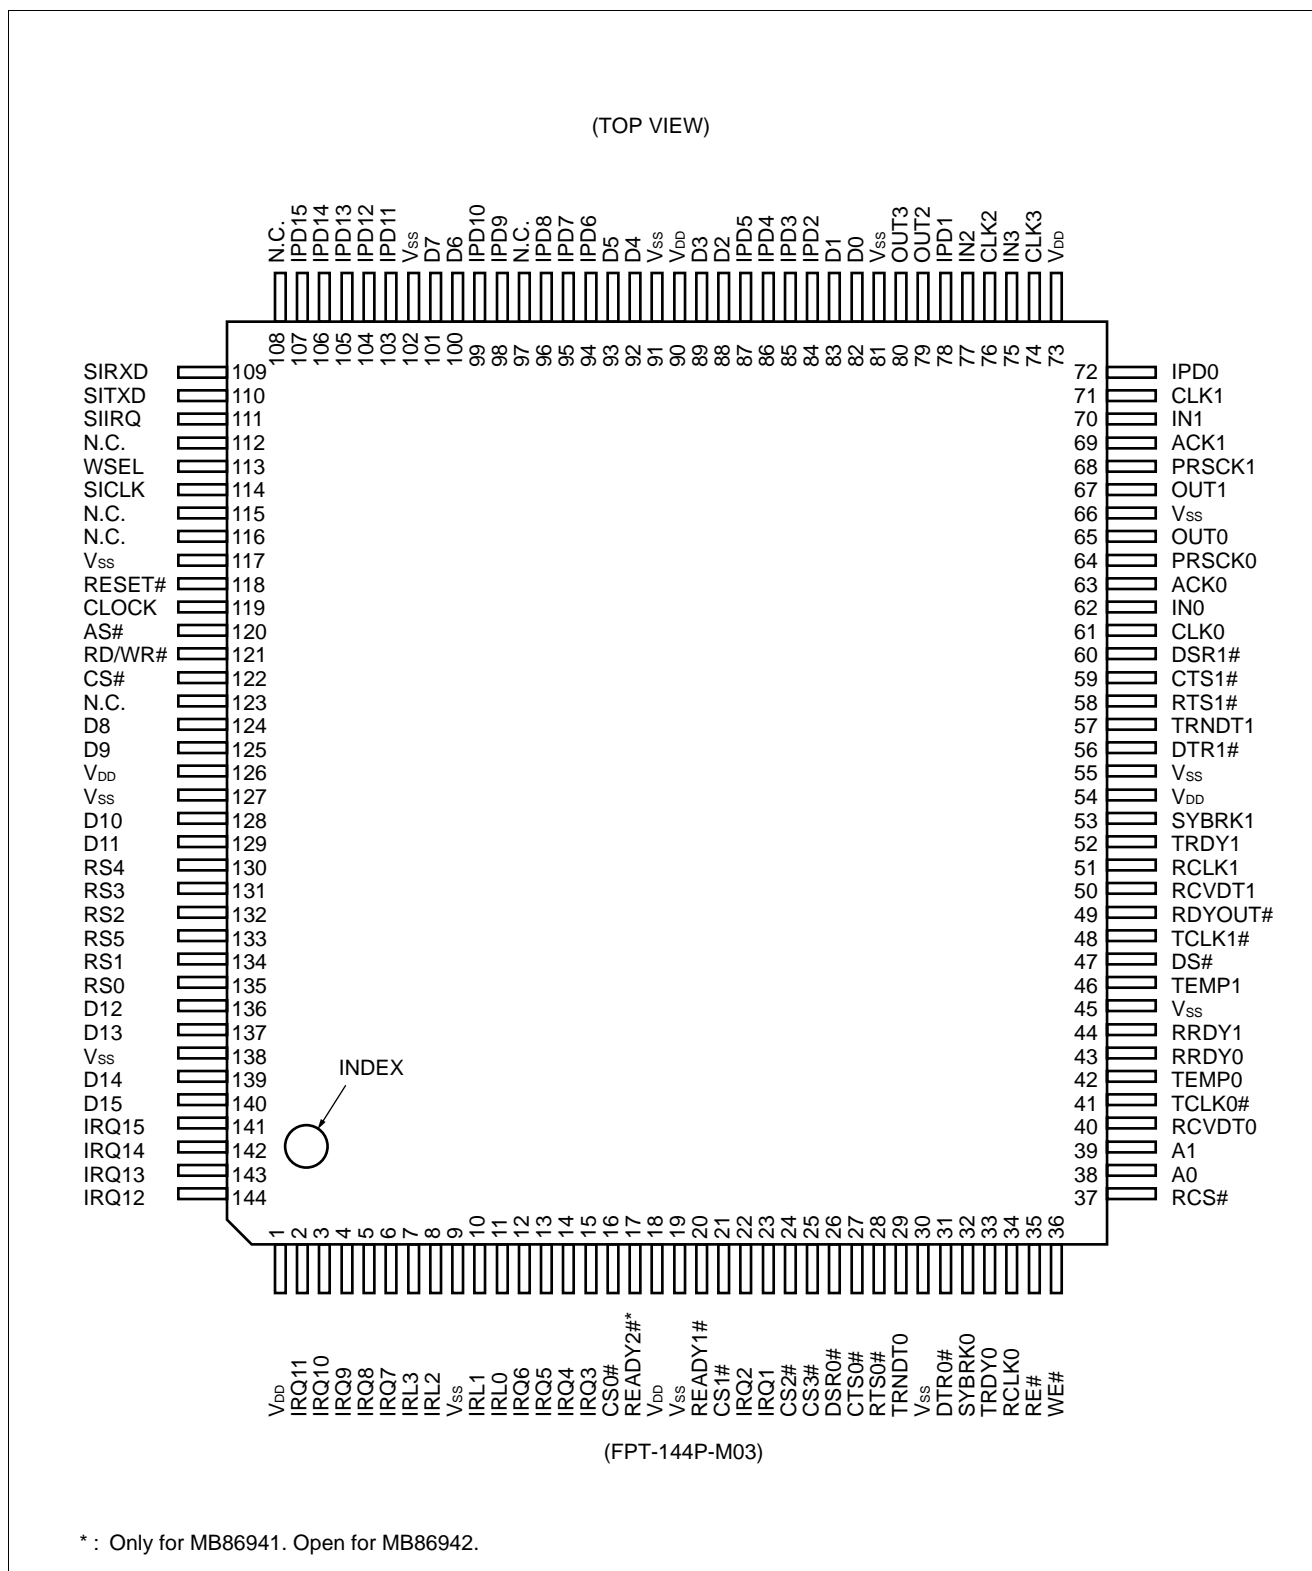 (TOP VIEW)
N.C.
IPD15
IPD14
IPD13
IPD12
IPD11
VSS
D7
D6
IPD10
IPD9
N.C.
IPD8
IPD7
IPD6
D5
D4
VSS
VDD
D3
D2
IPD5
IPD4
IPD3
IPD2
D1
D0
VSS
OUT3
OUT2
IPD1
IN2
CLK2
IN3
CLK3
VDD
108
107
106
105
104
103
102
101
100
99
98
97
96
95
94
93
92
91
90
89
88
87
86
85
84
83
82
81
80
79
78
77
76
75
74
73
SIRXD 109
SITXD 110
SIIRQ 111
N.C. 112
WSEL 113
SICLK 114
N.C. 115
N.C. 116
VSS 117
RESET# 118
CLOCK 119
AS# 120
RD/WR# 121
CS# 122
N.C. 123
D8 124
D9 125
VDD 126
VSS 127
D10 128
D11 129
RS4 130
RS3 131
RS2 132
RS5 133
RS1 134
RS0 135
D12 136
D13 137
VSS 138
D14 139
D15 140
IRQ15 141
IRQ14 142
IRQ13 143
IRQ12 144
INDEX
72 IPD0
71 CLK1
70 IN1
69 ACK1
68 PRSCK1
67 OUT1
66 VSS
65 OUT0
64 PRSCK0
63 ACK0
62 IN0
61 CLK0
60 DSR1#
59 CTS1#
58 RTS1#
57 TRNDT1
56 DTR1#
55 VSS
54 VDD
53 SYBRK1
52 TRDY1
51 RCLK1
50 RCVDT1
49 RDYOUT#
48 TCLK1#
47 DS#
46 TEMP1
45 VSS
44 RRDY1
43 RRDY0
42 TEMP0
41 TCLK0#
40 RCVDT0
39 A1
38 A0
37 RCS#
1
2
3
4
5
6
7
8
9
10
11
12
13
14
15
16
17
18
19
20
21
22
23
24
25
26
27
28
29
30
31
32
33
34
35
36
VDD
IRQ11
IRQ10
IRQ9
IRQ8
IRQ7
IRL3
IRL2
VSS
IRL1
IRL0
IRQ6
IRQ5
IRQ4
IRQ3
CS0#
READY2#*
VDD
VSS
READY1#
CS1#
IRQ2
IRQ1
CS2#
CS3#
DSR0#
CTS0#
RTS0#
TRNDT0
VSS
DTR0#
SYBRK0
TRDY0
RCLK0
RE#
WE#
(FPT-144P-M03)
* : Only for MB86941. Open for MB86942.